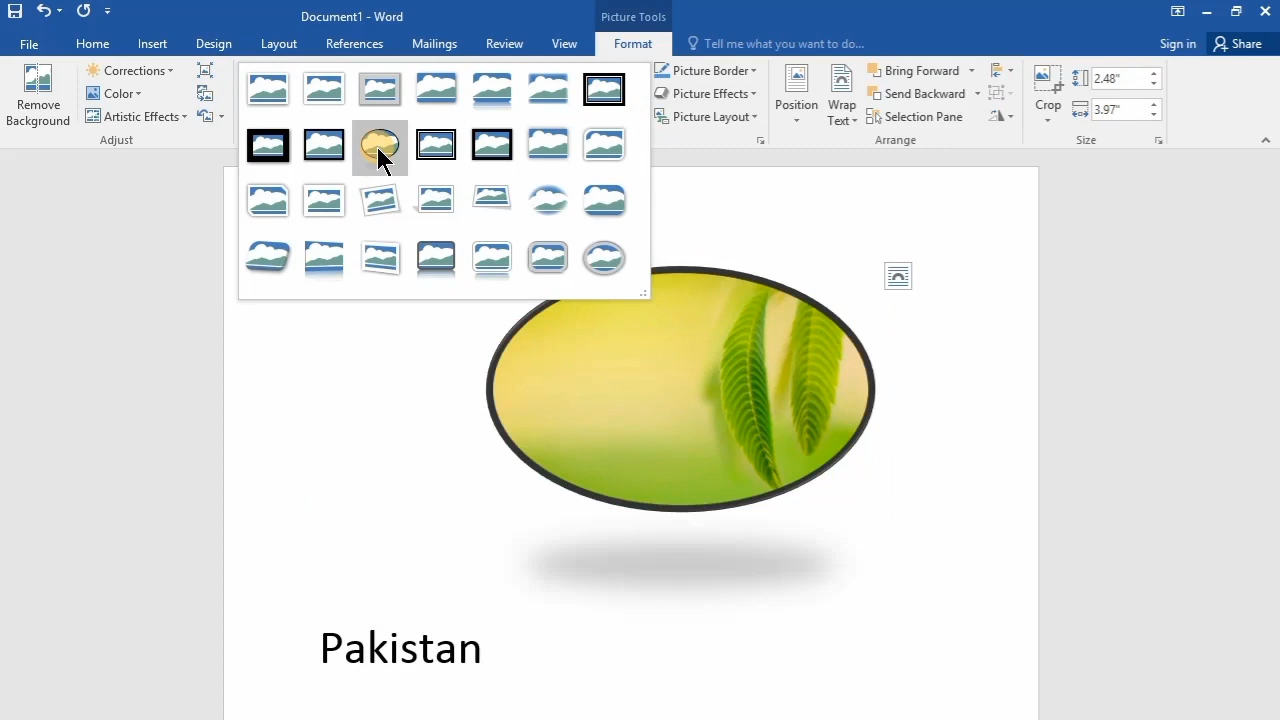 Document1 - Word
Picture Tools
File Home Insert Design Layout References Mailings Review View Format Tell me what you want to do... Sign in Share
Remove Background
Corrections
Color
Artistic Effects
Adjust
Picture Border
Picture Effects
Picture Layout
Position
Wrap Text
Bring Forward
Send Backward
Selection Pane
Arrange
Crop
2.48"
3.97"
Size
Pakistan